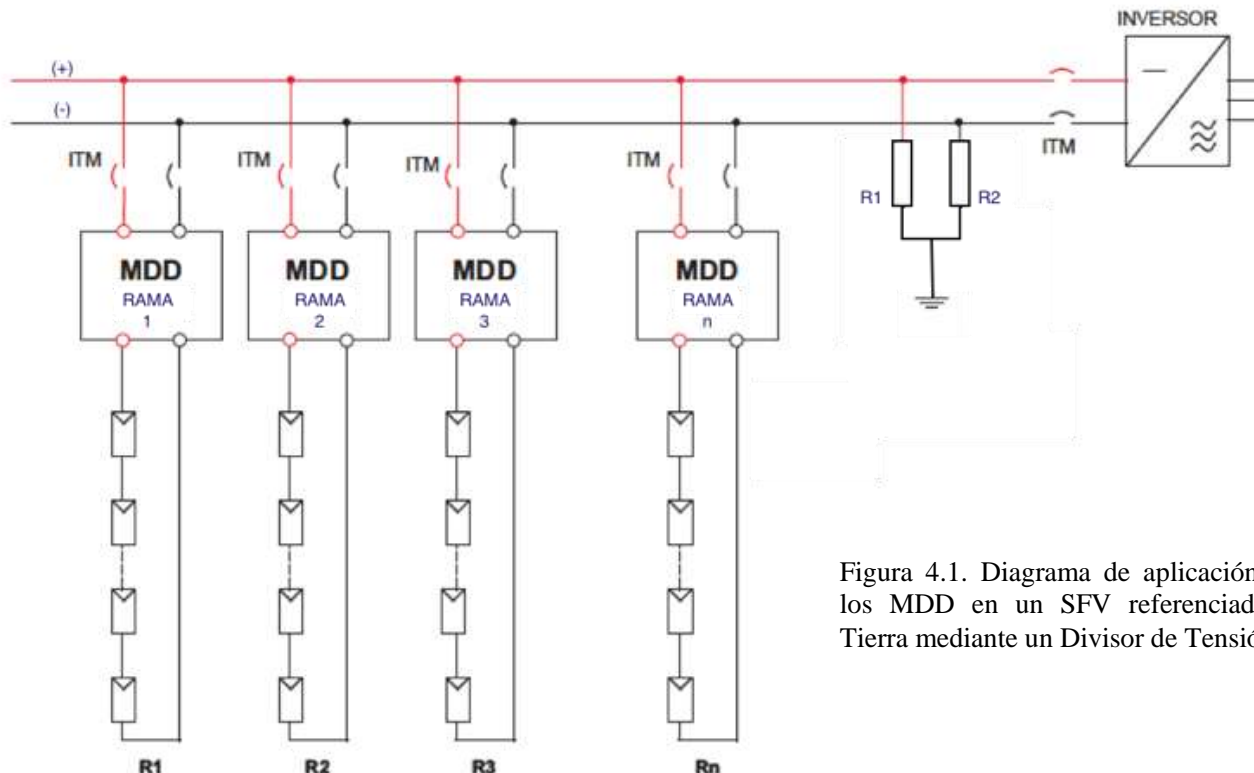 INVERSOR
(+)
(-)
ITM
ITM
ITM
ITM
ITM
R1
R2
MDD
RAMA
1
MDD
RAMA
2
MDD
RAMA
3
MDD
RAMA
n
Figura 4.1. Diagrama de aplicación
los MDD en un SFV referenciad
Tierra mediante un Divisor de Tensió
R1
R2
R3
Rn